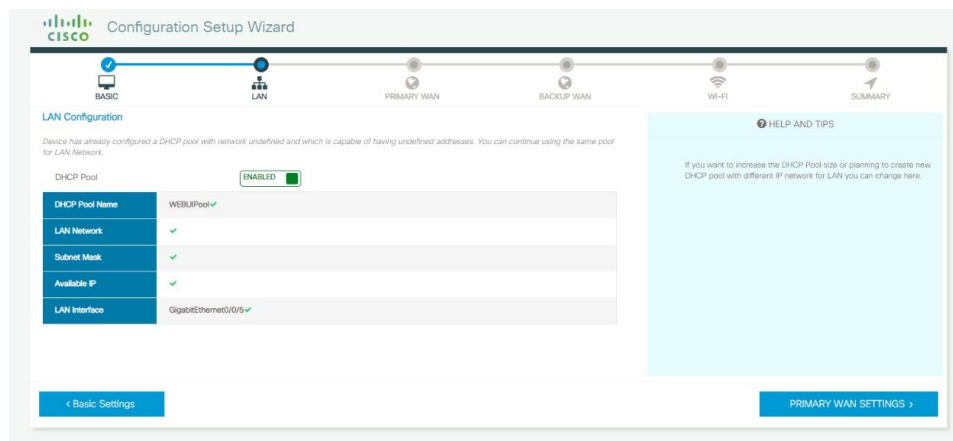 CISCO
Configuration Setup Wizard
BASIC
LAN
PRIMARY WAN
BACKUP WAN
WI-FI
SUMMARY
LAN Configuration
Device has already configured a DHCP pool with network undefined and which is capable of having undefined addresses. You can continue using the same pool
for LAN Network.
DHCP Pool
ENABLED
DHCP Pool Name
WEBUIPool
LAN Network
Subnet Mask
Available IP
LAN Interface
GigabitEthernet0/0/5
HELP AND TIPS
If you want to increase the DHCP Pool size or planning to create new
DHCP pool with different IP network for LAN you can change here.
< Basic Settings
PRIMARY WAN SETTINGS >